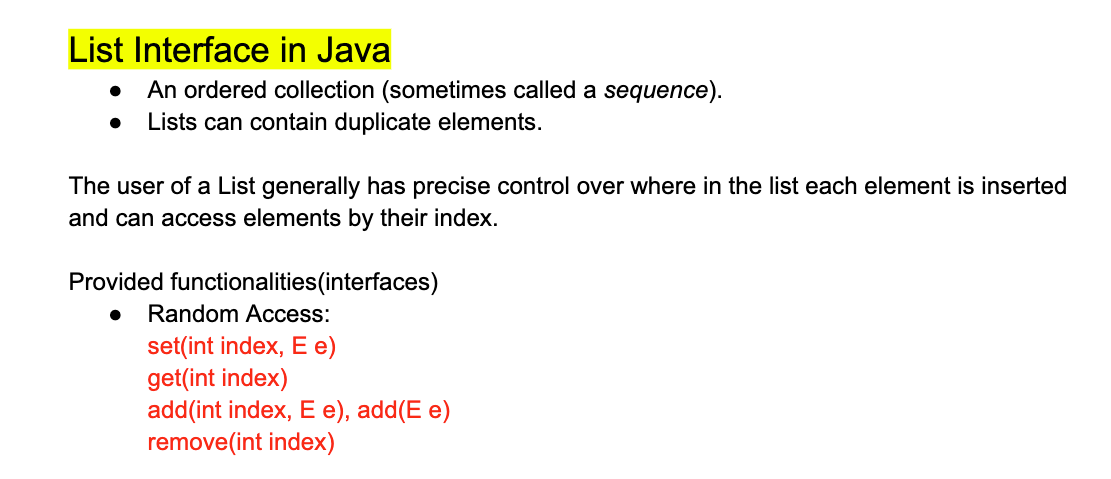 List Interface in Java
● An ordered collection (sometimes called a sequence).
● Lists can contain duplicate elements.
The user of a List generally has precise control over where in the list each element is inserted
and can access elements by their index.
Provided functionalities(interfaces)
● Random Access:
set(int index, E e)
get(int index)
add(int index, E e), add(E e)
remove(int index)